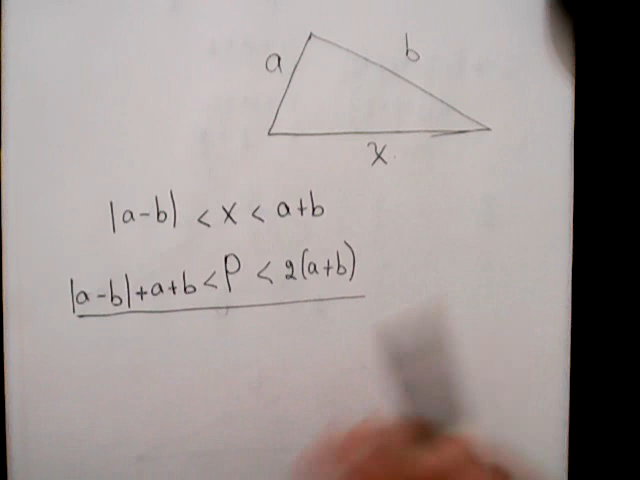 a
b
x
|a-b| < x < a+b
|a-b|+a+b < P < 2(a+b)